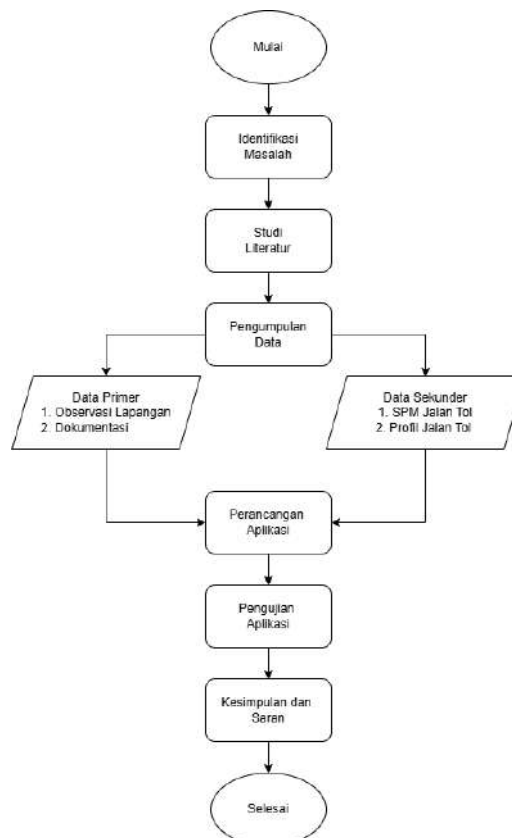 Mulai
Identifikasi
Masalah
Studi
Literatur
Pengumpulan
Data
Data Primer
1. Observasi Lapangan
2. Dokumentasi
Data Sekunder
1. SPM Jalan Tol
2. Profil Jalan Tol
Perancangan
Aplikasi
Pengujian
Aplikasi
Kesimpulan dan
Saran
Selesai